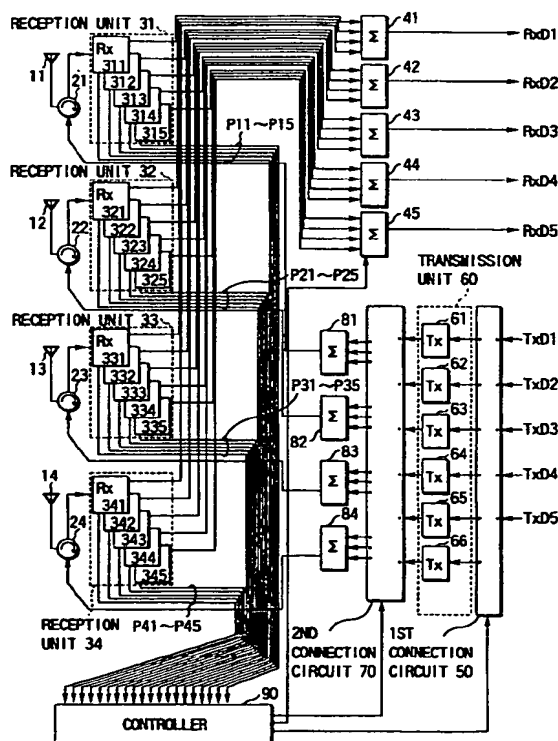 RECEPTION UNIT 31
11
21
Rx
311
312
313
314
315
P11~P15
RECEPTION UNIT 32
12
22
Rx
321
322
323
324
325
P21~P25
RECEPTION UNIT 33
13
23
Rx
331
332
333
334
335
P31~P35
14
24
Rx
341
342
343
344
345
RECEPTION
UNIT 34
P41~P45
Σ
41
RxD1
Σ
42
RxD2
Σ
43
RxD3
Σ
44
RxD4
Σ
45
RxD5
TRANSMISSION
UNIT 60
81
Σ
82
Σ
83
Σ
84
Σ
61
Tx
62
Tx
63
Tx
64
Tx
65
Tx
66
Tx
TxD1
TxD2
TxD3
TxD4
TxD5
2ND
CONNECTION
CIRCUIT 70
1ST
CONNECTION
CIRCUIT 50
90
CONTROLLER